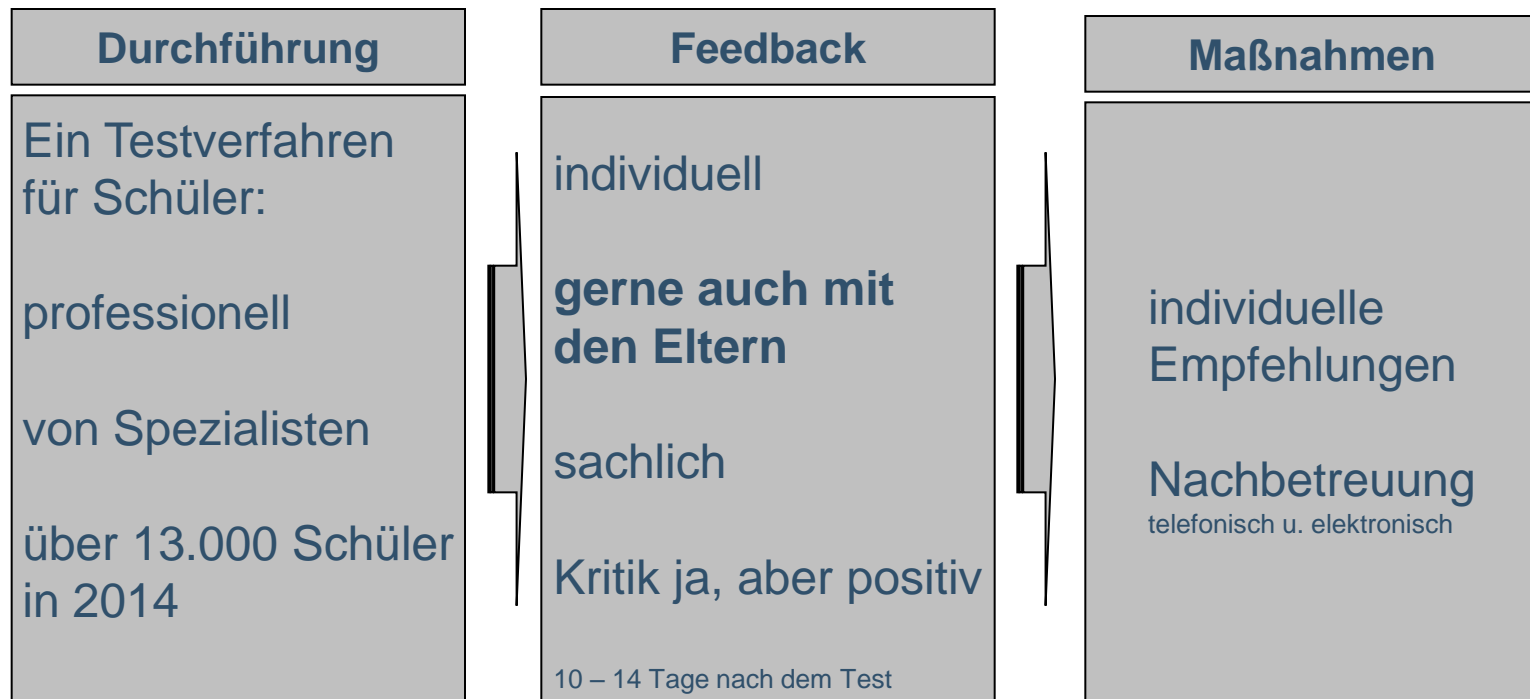 Durchführung
Ein Testverfahren
für Schüler:
professionell
von Spezialisten
über 13.000 Schüler
in 2014
Feedback
individuell
gerne auch mit
den Eltern
sachlich
Kritik ja, aber positiv
10 – 14 Tage nach dem Test
Maßnahmen
individuelle
Empfehlungen
Nachbetreuung
telefonisch u. elektronisch